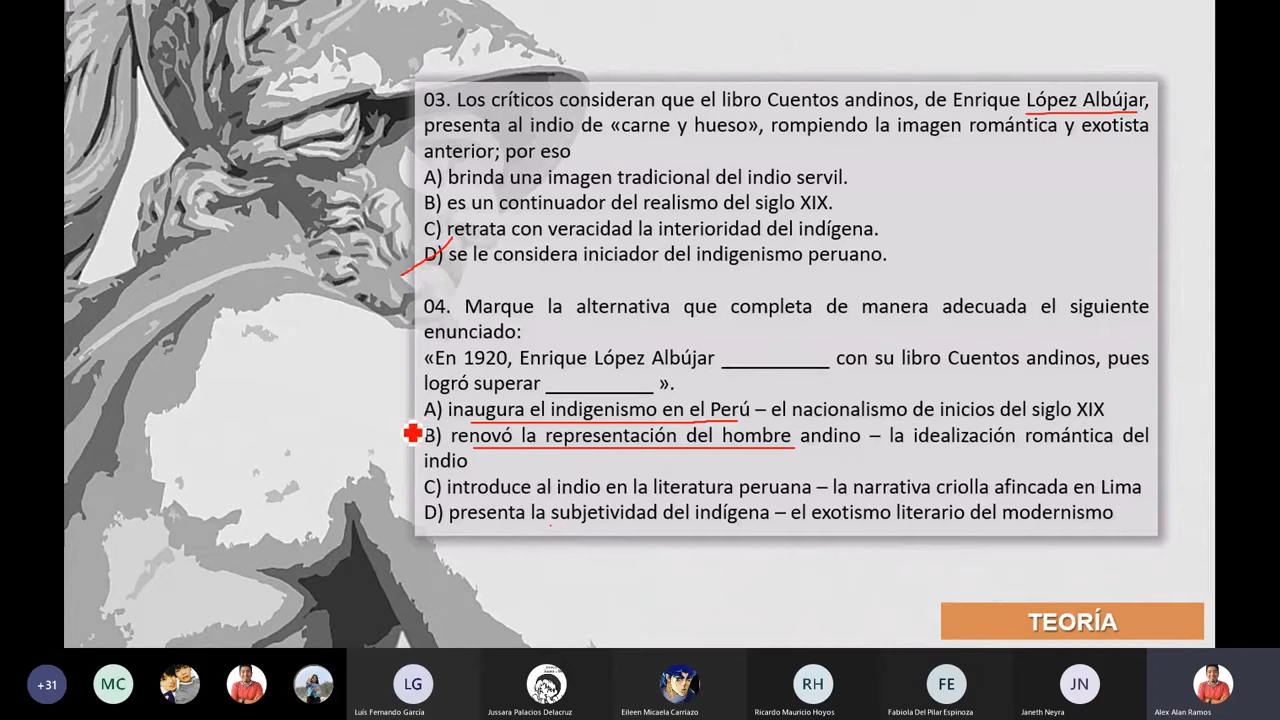 03. Los críticos consideran que el libro Cuentos andinos, de Enrique López Albújar,
presenta al indio de «carne y hueso», rompiendo la imagen romántica y exotista
anterior; por eso
A) brinda una imagen tradicional del indio servil.
B) es un continuador del realismo del siglo XIX.
C) retrata con veracidad la interioridad del indígena.
D) se le considera iniciador del indigenismo peruano.
04. Marque la alternativa que completa de manera adecuada el siguiente
enunciado:
«En 1920, Enrique López Albújar __________ con su libro Cuentos andinos, pues
logró superar __________ ».
A) inaugura el indigenismo en el Perú – el nacionalismo de inicios del siglo XIX
B) renovó la representación del hombre andino – la idealización romántica del
indio
C) introduce al indio en la literatura peruana – la narrativa criolla afincada en Lima
D) presenta la subjetividad del indígena – el exotismo literario del modernismo
TEORÍA
+31
MC
LG
RH
FE
JN
Luis Fernando García
Jussara Palacios Delacruz
Eileen Micaela Carriazo
Ricardo Mauricio Hoyos
Fabiola Del Pilar Espinoza
Janeth Neyra
Alex Alan Ramos